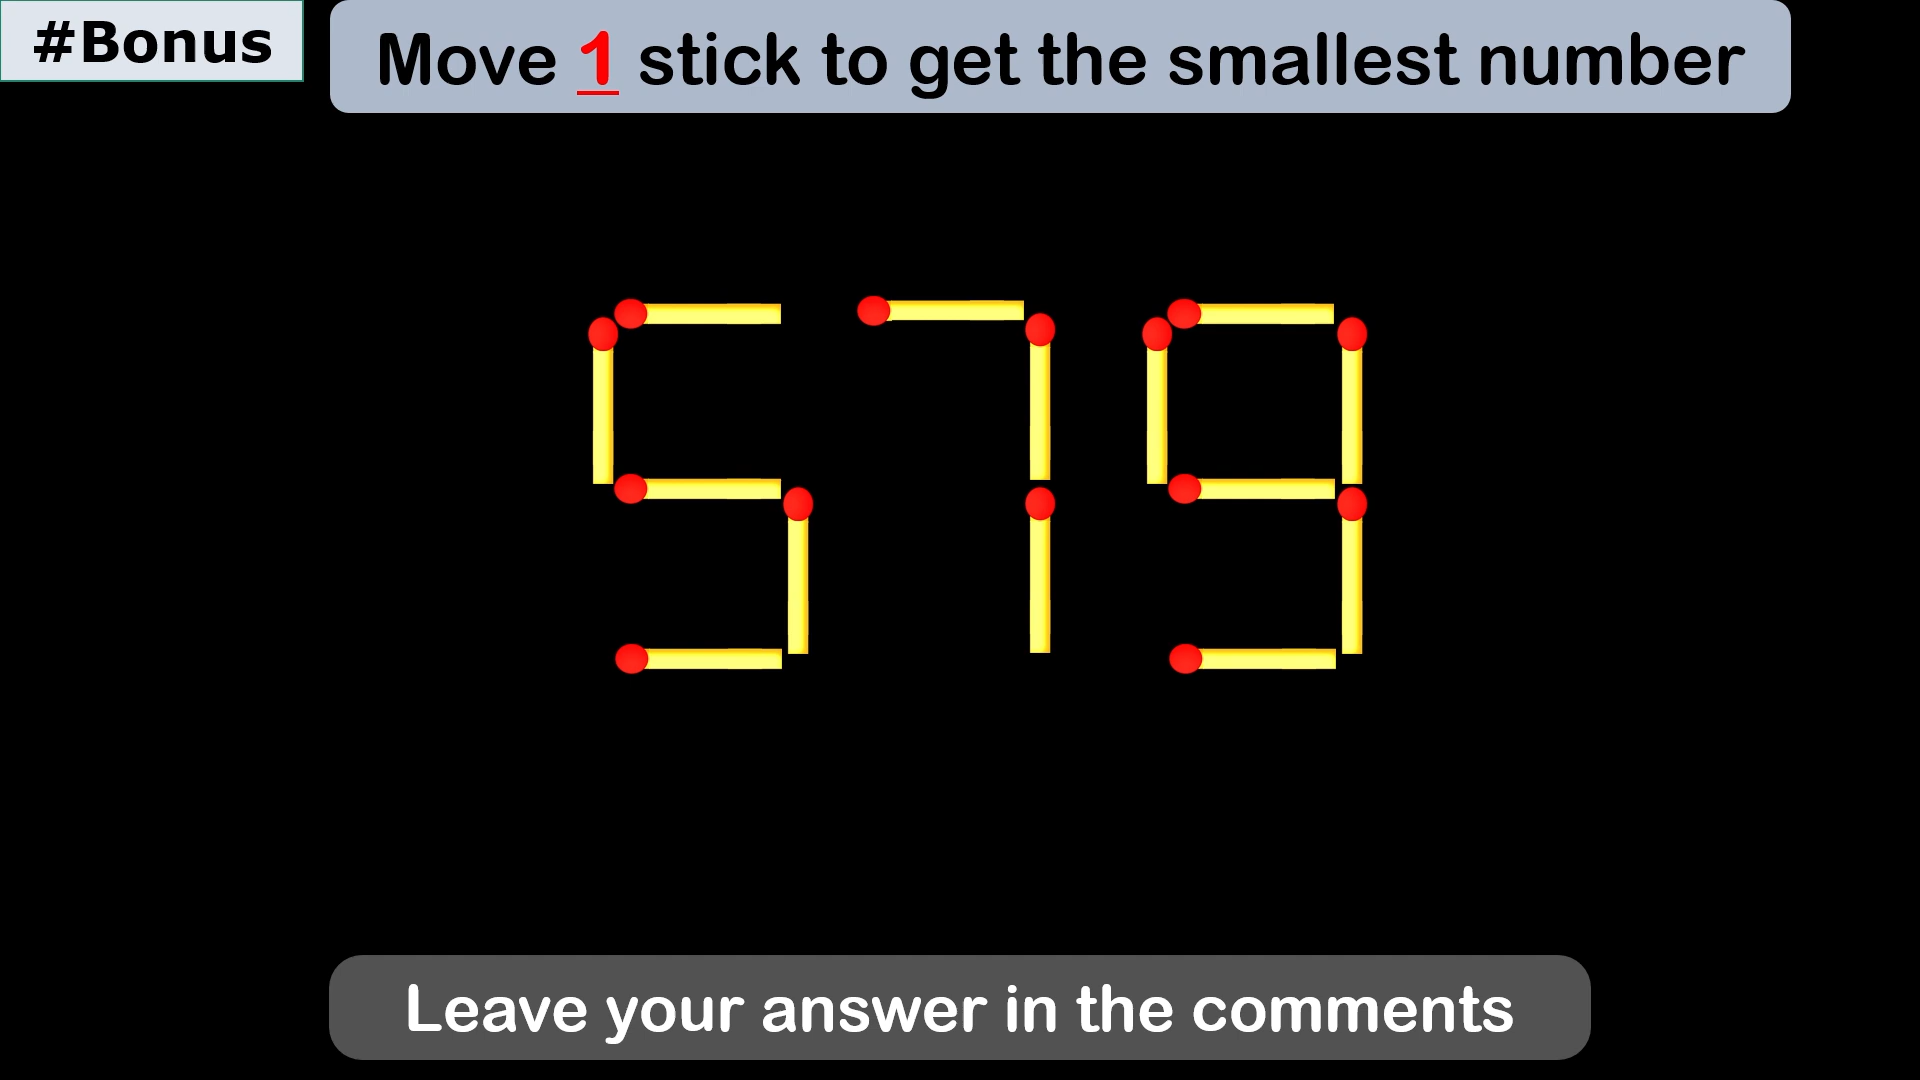 #Bonus
Move 1 stick to get the smallest number
579
Leave your answer in the comments